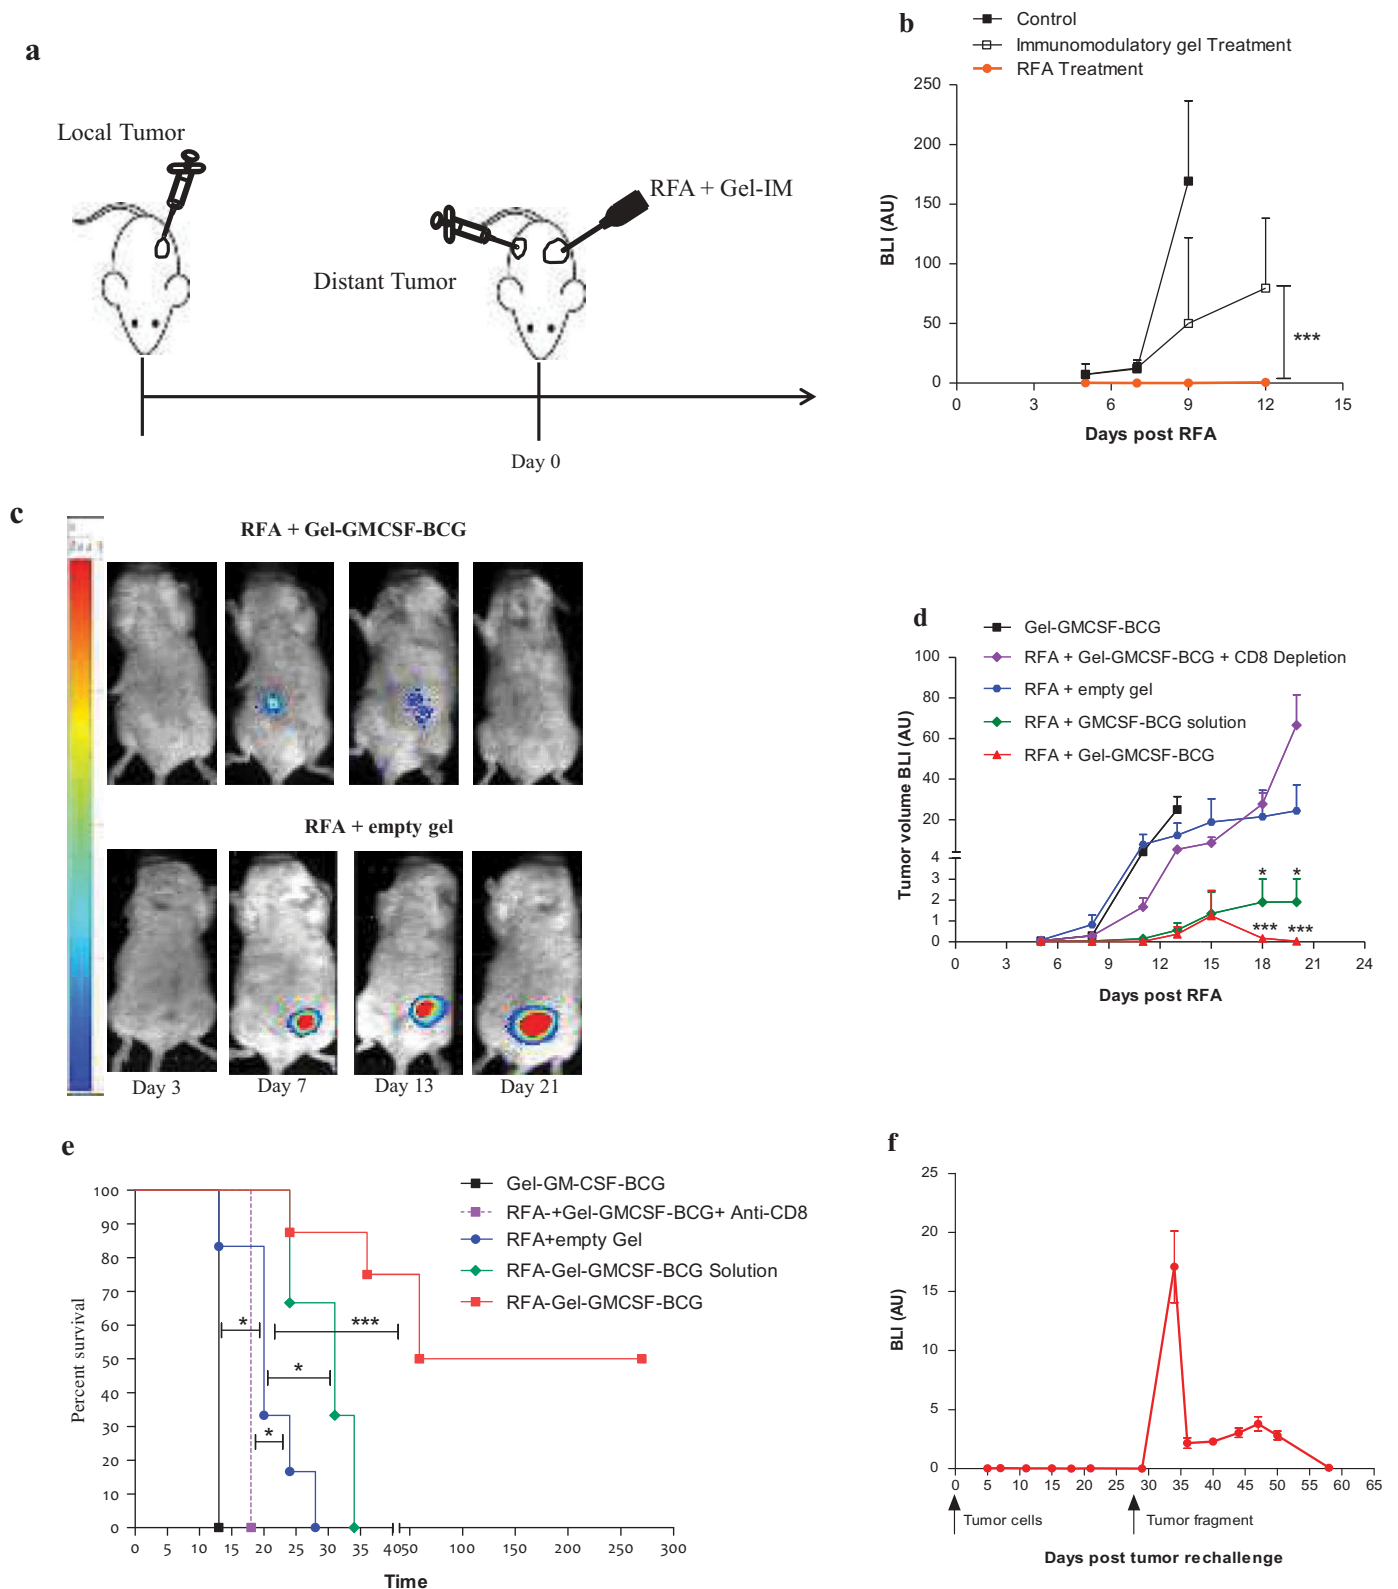 a
Local Tumor
RFA + Gel-IM
Distant Tumor
Day 0
b
Control
Immunomodulatory gel Treatment
RFA Treatment
250
200
150
100
50
0
BLI (AU)
***
0 3 6 9 12 15
Days post RFA
c
RFA + Gel-GMCSF-BCG
RFA + empty gel
Day 3 Day 7 Day 13 Day 21
d
Gel-GMCSF-BCG
RFA + Gel-GMCSF-BCG + CD8 Depletion
RFA + empty gel
RFA + GMCSF-BCG solution
RFA + Gel-GMCSF-BCG
100
80
60
40
20
4
3
2
1
0
Tumor volume BLI (AU)
* *
*** ***
0 3 6 9 12 15 18 21 24
Days post RFA
e
Gel-GM-CSF-BCG
RFA-+Gel-GMCSF-BCG+ Anti-CD8
RFA+empty Gel
RFA-Gel-GMCSF-BCG Solution
RFA-Gel-GMCSF-BCG
100
90
80
70
60
50
40
30
20
10
0
Percent survival
* ***
*
*
0 5 10 15 20 25 30 35 40 50 100 150 200 250 300
Time
f
25
20
15
10
5
0
BLI (AU)
0 5 10 15 20 25 30 35 40 45 50 55 60 65
Tumor cells Tumor fragment
Days post tumor rechallenge